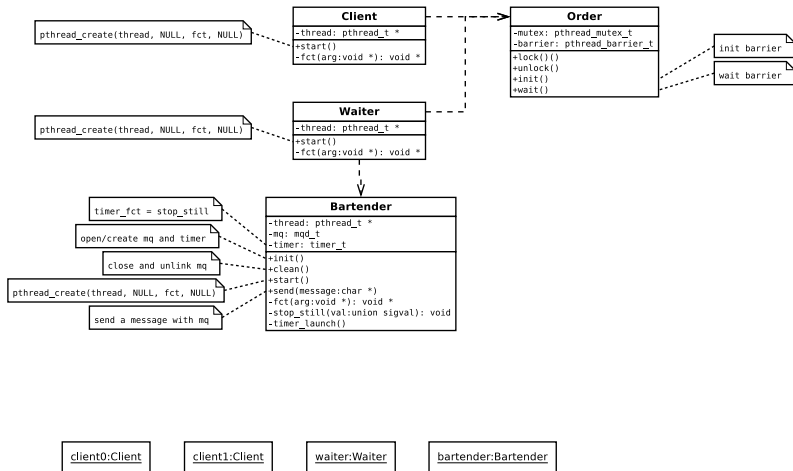 Client
-thread: pthread_t *
+start()
-fct(arg:void *): void *
pthread_create(thread, NULL, fct, NULL)
Order
-mutex: pthread_mutex_t
-barrier: pthread_barrier_t
+lock()()
+unlock()
+init()
+wait()
init barrier
wait barrier
Waiter
-thread: pthread_t *
+start()
-fct(arg:void *): void *
pthread_create(thread, NULL, fct, NULL)
Bartender
-thread: pthread_t *
-mq: mqd_t
-timer: timer_t
+init()
+clean()
+start()
+send(message:char *)
-fct(arg:void *): void *
-stop_still(val:union sigval): void
-timer_launch()
timer_fct = stop_still
open/create mq and timer
close and unlink mq
pthread_create(thread, NULL, fct, NULL)
send a message with mq
client0:Client
client1:Client
waiter:Waiter
bartender:Bartender